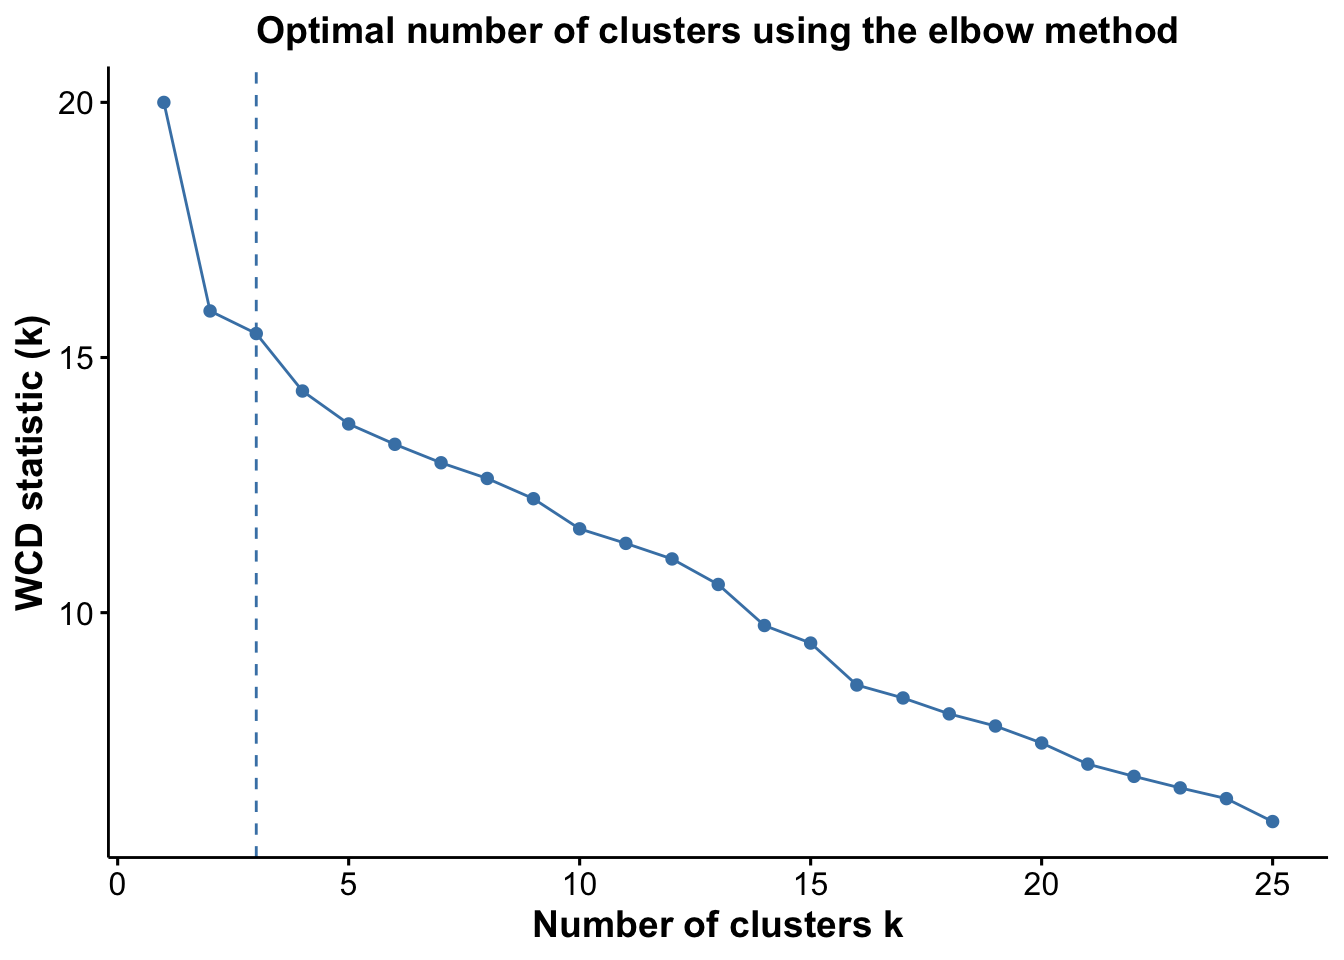 Optimal number of clusters using the elbow method
WCD statistic (k)
20
15
10
0 5 10 15 20 25
Number of clusters k